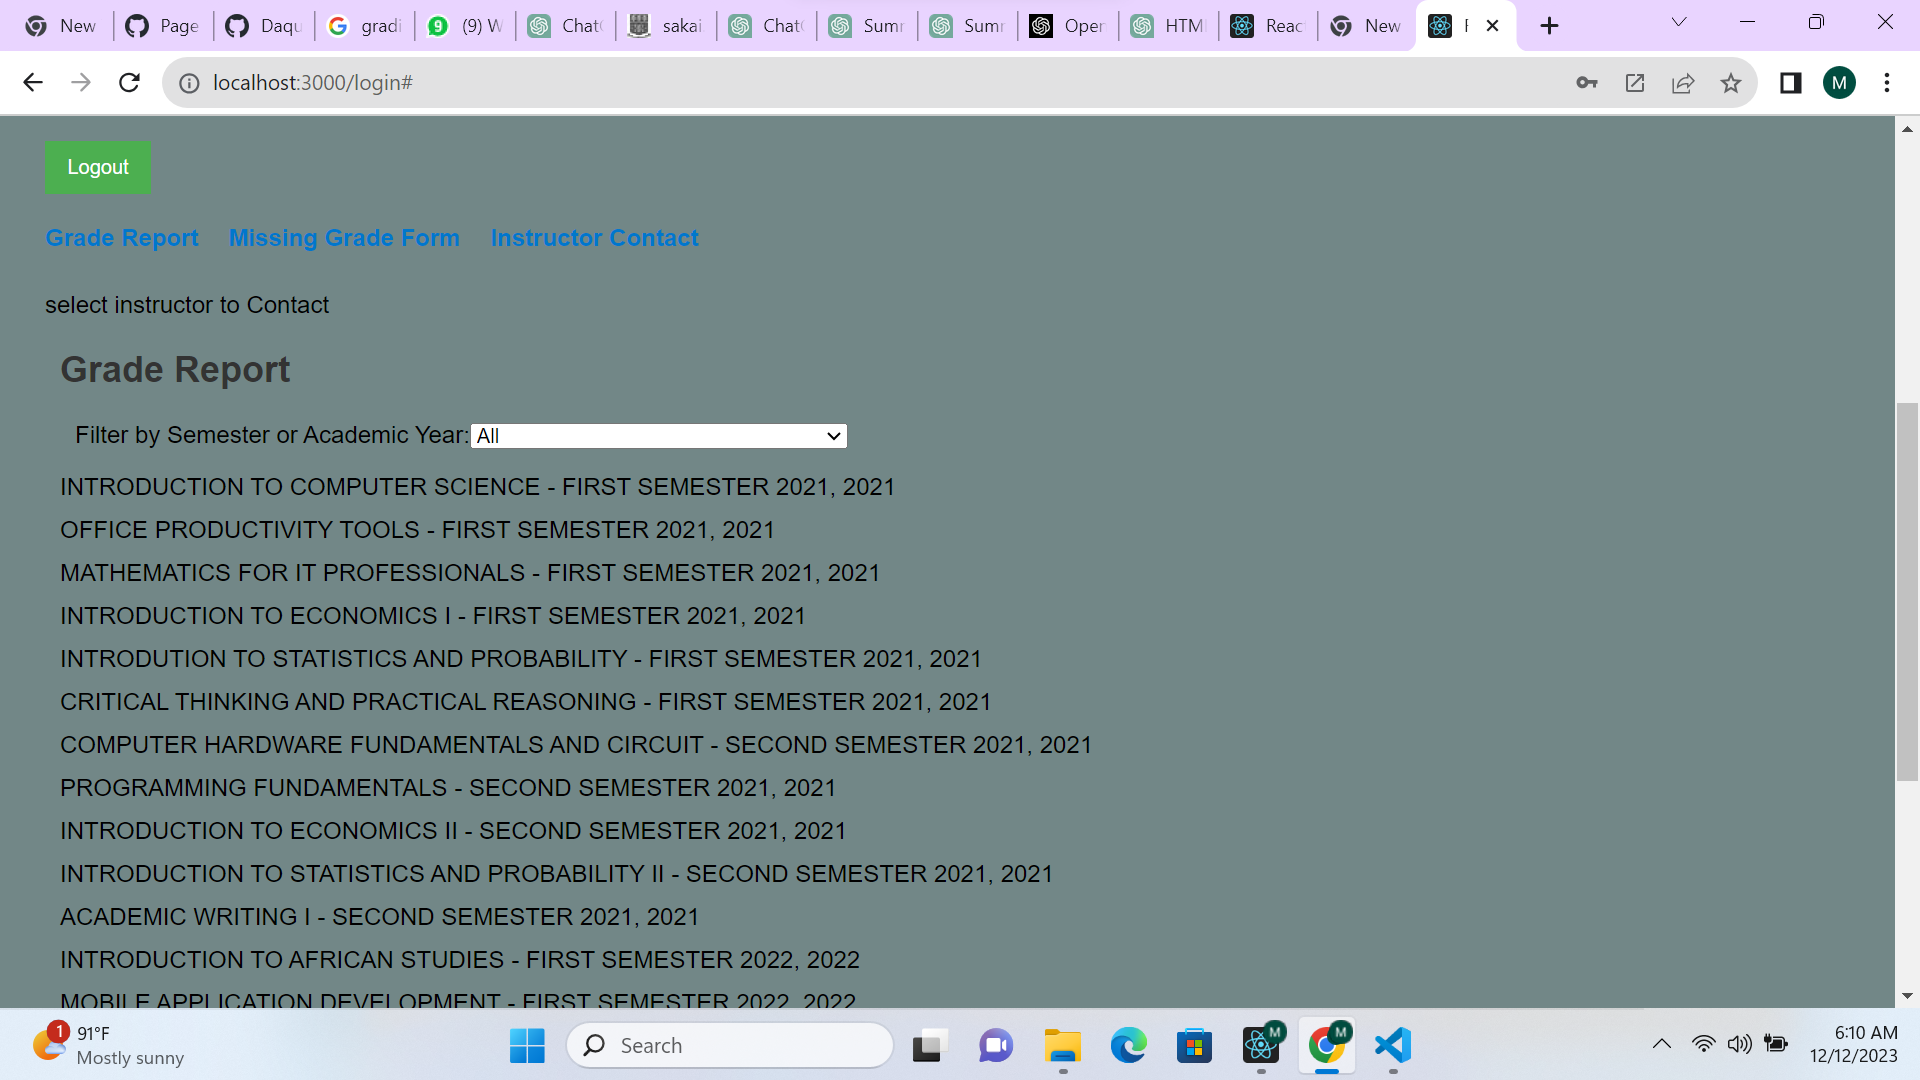 New
Page
Daqu
gradi
(9) W
Chat
sakai
Chat
Sumr
Sumr
Oper
HTM
Reac
New
localhost:3000/login#
M
Logout
Grade Report Missing Grade Form Instructor Contact
select instructor to Contact
Grade Report
Filter by Semester or Academic Year: All
INTRODUCTION TO COMPUTER SCIENCE - FIRST SEMESTER 2021, 2021
OFFICE PRODUCTIVITY TOOLS - FIRST SEMESTER 2021, 2021
MATHEMATICS FOR IT PROFESSIONALS - FIRST SEMESTER 2021, 2021
INTRODUCTION TO ECONOMICS I - FIRST SEMESTER 2021, 2021
INTRODUTION TO STATISTICS AND PROBABILITY - FIRST SEMESTER 2021, 2021
CRITICAL THINKING AND PRACTICAL REASONING - FIRST SEMESTER 2021, 2021
COMPUTER HARDWARE FUNDAMENTALS AND CIRCUIT - SECOND SEMESTER 2021, 2021
PROGRAMMING FUNDAMENTALS - SECOND SEMESTER 2021, 2021
INTRODUCTION TO ECONOMICS II - SECOND SEMESTER 2021, 2021
INTRODUCTION TO STATISTICS AND PROBABILITY II - SECOND SEMESTER 2021, 2021
ACADEMIC WRITING I - SECOND SEMESTER 2021, 2021
INTRODUCTION TO AFRICAN STUDIES - FIRST SEMESTER 2022, 2022
MOBILE APPLICATION DEVELOPMENT - FIRST SEMESTER 2022, 2022
1
91°F
Mostly sunny
Search
M
M
6:10 AM
12/12/2023